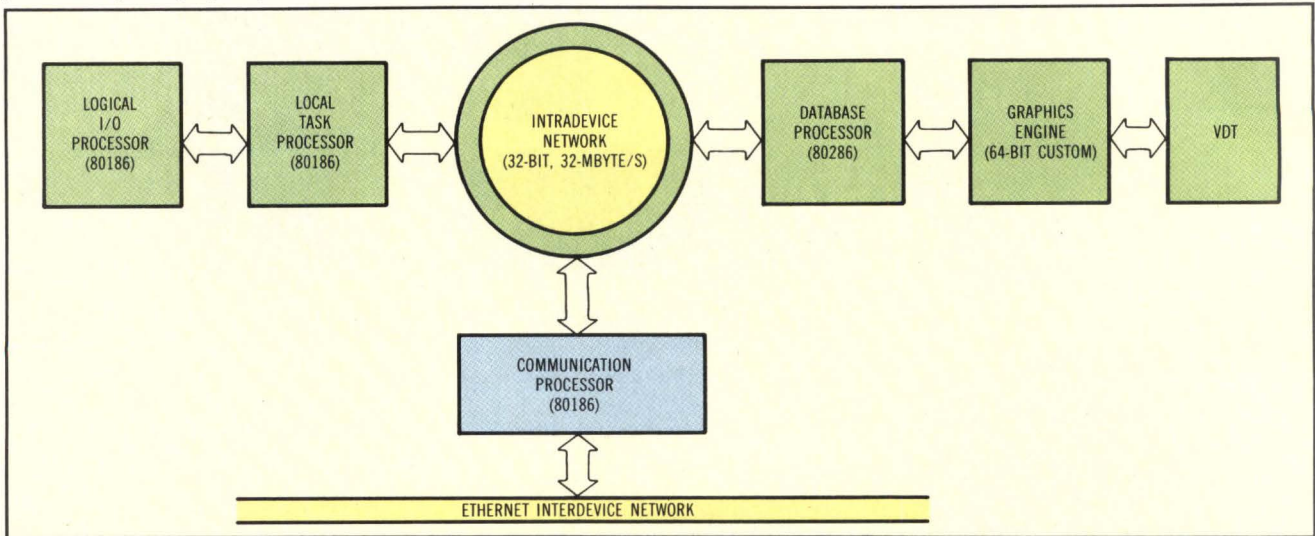 LOGICAL
I/O
PROCESSOR
(80186)
LOCAL
TASK
PROCESSOR
(80186)
INTRADEVICE
NETWORK
(32-BIT, 32-MBYTE/S)
DATABASE
PROCESSOR
(80286)
GRAPHICS
ENGINE
(64-BIT CUSTOM)
VDT
COMMUNICATION
PROCESSOR
(80186)
ETHERNET INTERDEVICE NETWORK